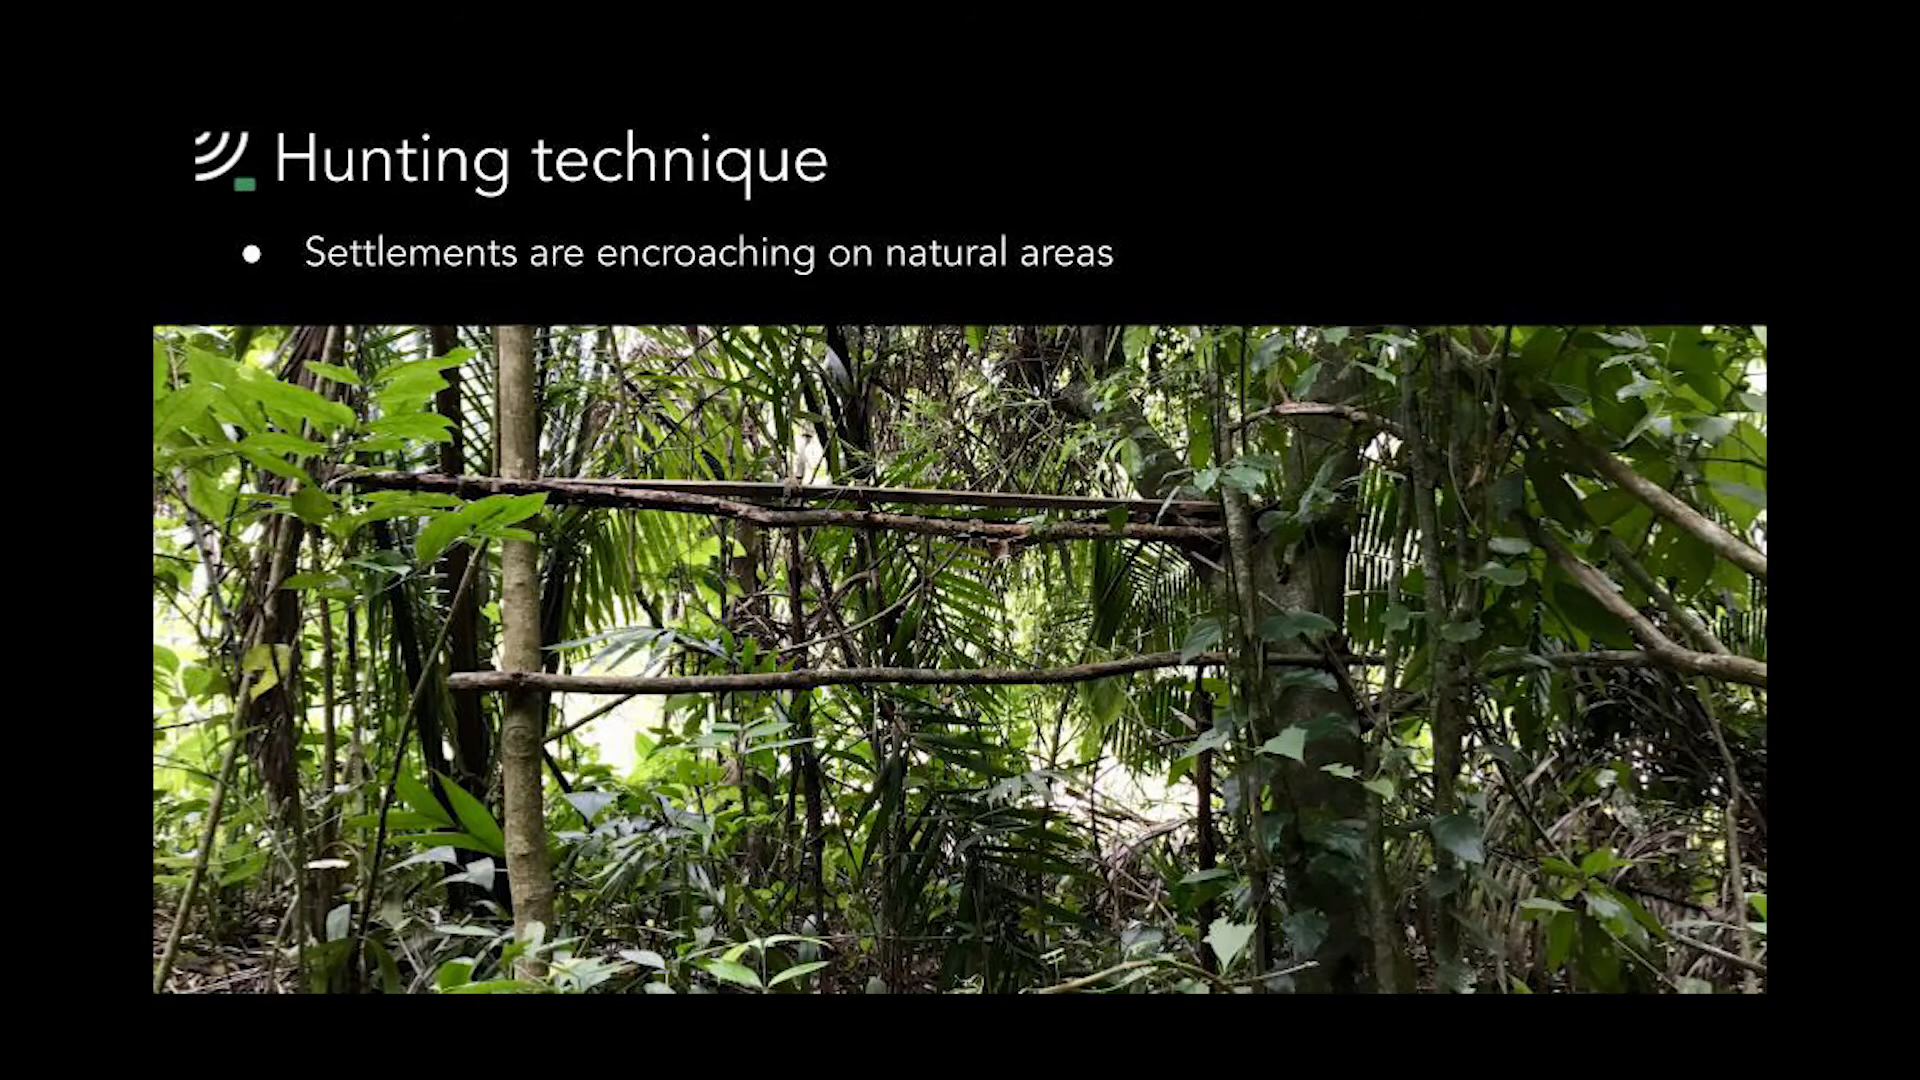 Hunting technique
● Settlements are encroaching on natural areas